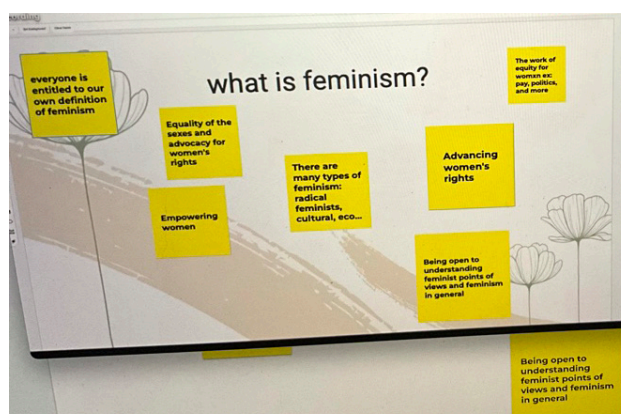 what is feminism?
everyone is
entitled to our
own definition
of feminism
Equality of the
sexes and
advocacy for
women's
rights
Empowering
women
There are
many types of
feminism:
radical
feminists,
cultural, eco...
Advancing
women's
rights
The work of
equity for
womxn ex:
pay, politics,
and more
Being open to
understanding
feminist points of
views and feminism
in general
Being open to
understanding
feminist points of
views and feminism
in general